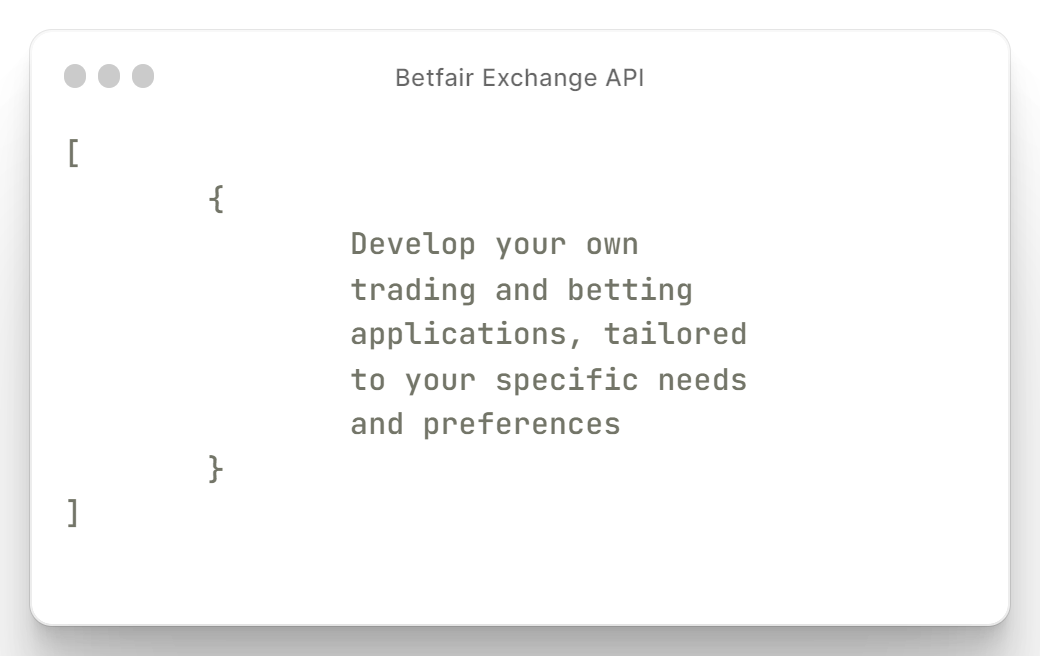 Betfair Exchange API
[
{
Develop your own
trading and betting
applications, tailored
to your specific needs
and preferences
}
]